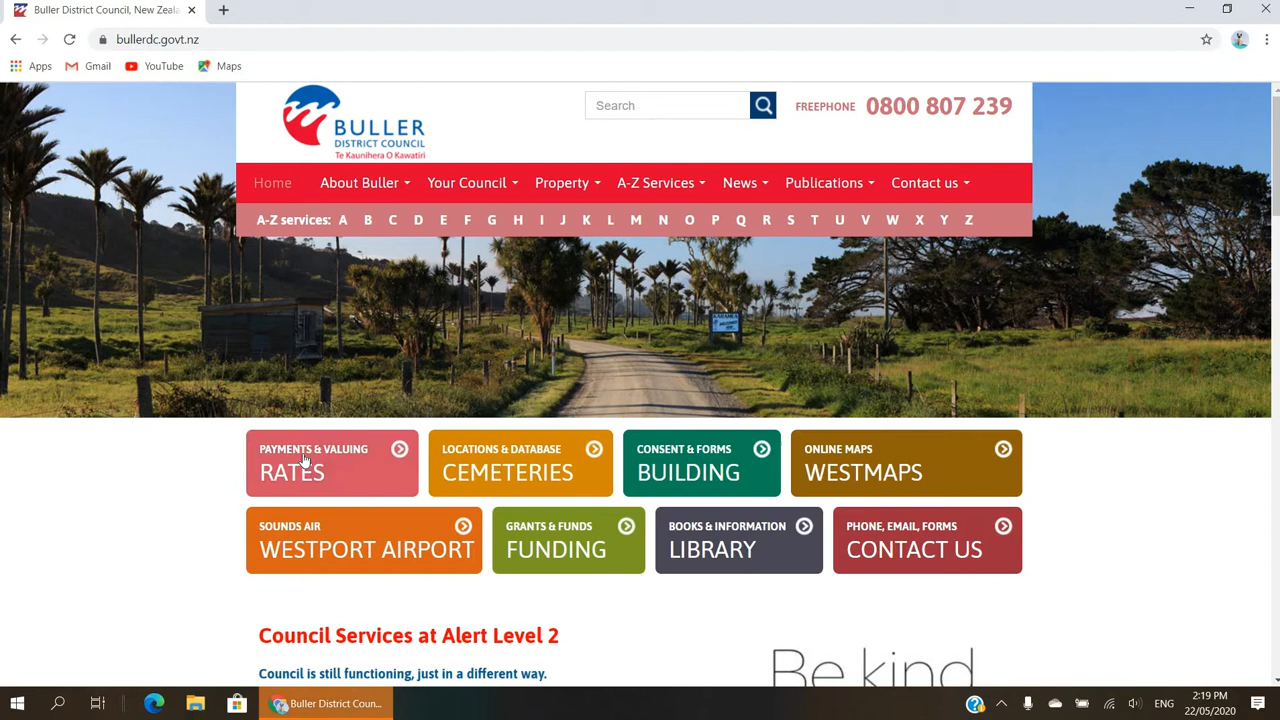 Buller District Council, New Zeala
bullerdc.govt.nz
Apps Gmail YouTube Maps
BULLER
DISTRICT COUNCIL
Te Kaunihera O Kawatiri
Search
FREEPHONE 0800 807 239
Home About Buller Your Council Property A-Z Services News Publications Contact us
A-Z services: A B C D E F G H I J K L M N O P Q R S T U V W X Y Z
PAYMENTS & VALUING
RATES
LOCATIONS & DATABASE
CEMETERIES
CONSENT & FORMS
BUILDING
ONLINE MAPS
WESTMAPS
SOUNDS AIR
WESTPORT AIRPORT
GRANTS & FUNDS
FUNDING
BOOKS & INFORMATION
LIBRARY
PHONE, EMAIL, FORMS
CONTACT US
Council Services at Alert Level 2
Council is still functioning, just in a different way.
Be kind
Buller District Coun...
ENG
2:19 PM
22/05/2020